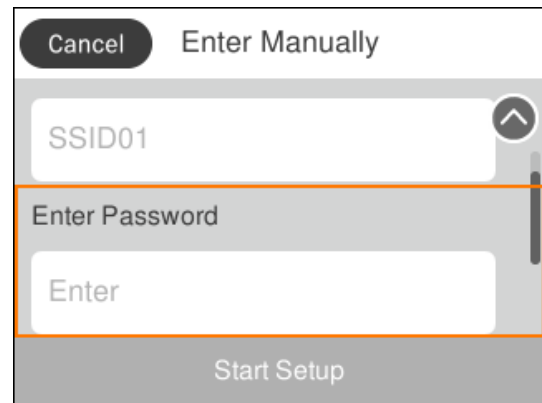 Cancel Enter Manually
SSID01
Enter Password
Enter
Start Setup